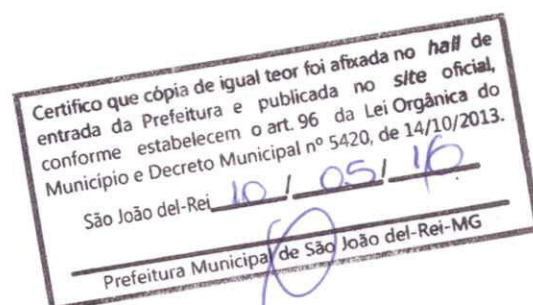 Certifico que cópia de igual teor foi afixada no hall de
entrada da Prefeitura e publicada no site oficial,
conforme estabelecem o art. 96 da Lei Orgânica do
Município e Decreto Municipal nº 5420, de 14/10/2013.
São João del-Rei 10 / 05 / 16
Prefeitura Municipal de São João del-Rei-MG